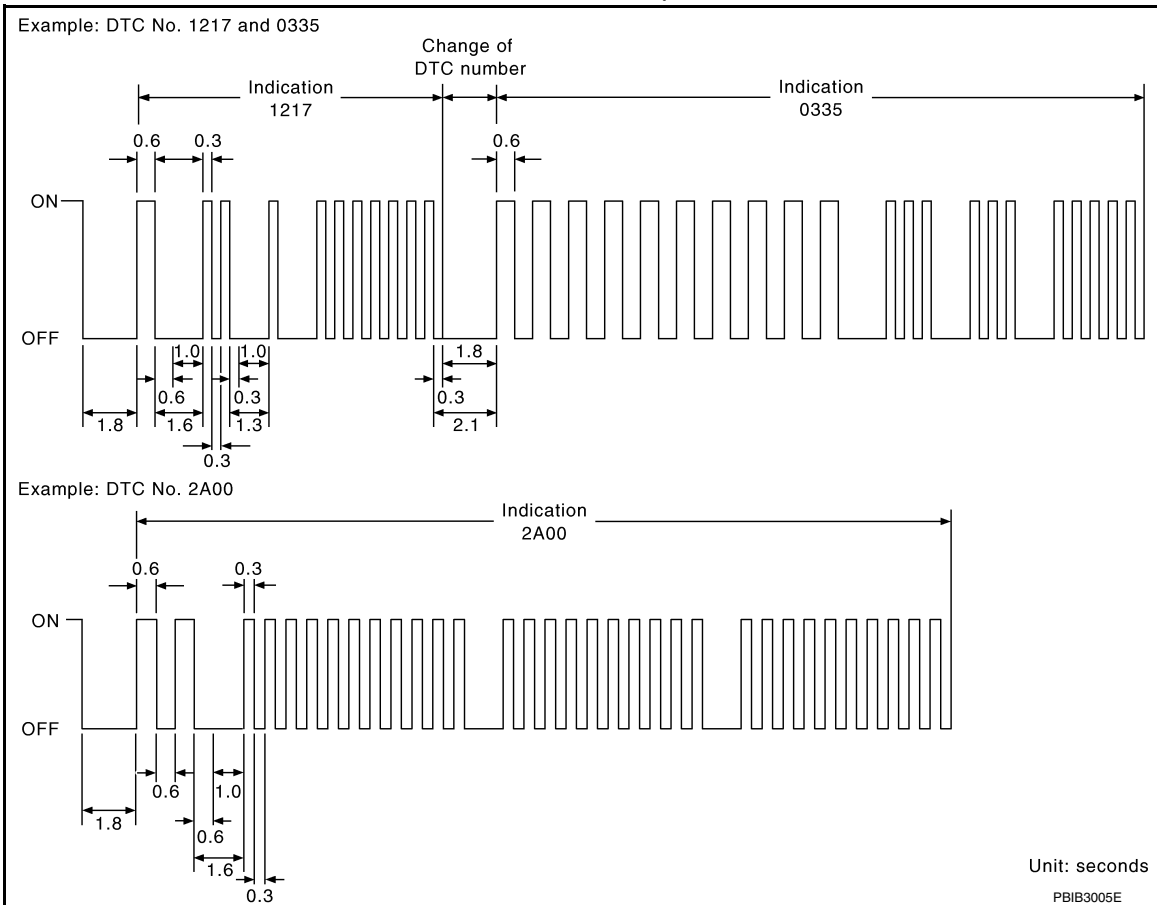 Example: DTC No. 1217 and 0335
Change of
DTC number
Indication
1217
Indication
0335
0.6
0.3
0.6
ON
OFF
1.0
1.0
1.8
0.6
0.3
0.3
1.8
1.6
1.3
2.1
0.3
Example: DTC No. 2A00
Indication
2A00
0.6
0.3
ON
OFF
0.6
1.0
1.8
0.6
1.6
0.3
Unit: seconds
PBIB3005E